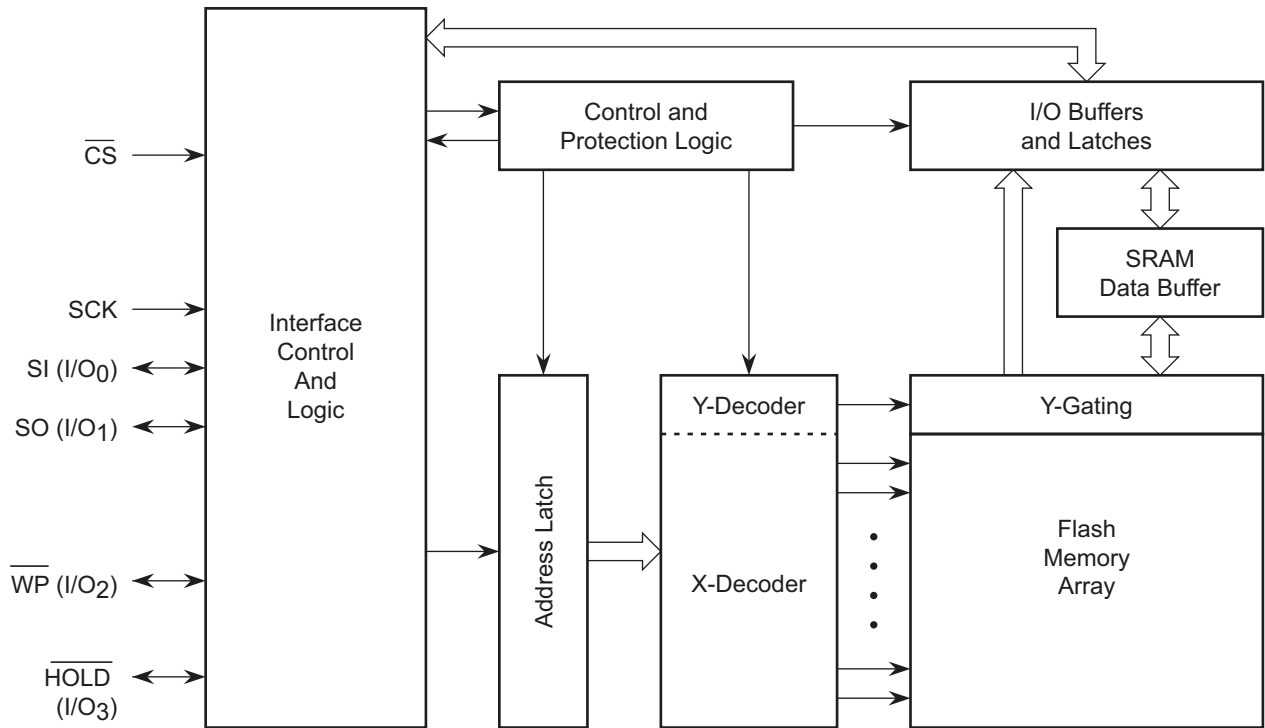 CS
SCK
SI (I/O0)
SO (I/O1)
WP (I/O2)
HOLD
(I/O3)
Interface
Control
And
Logic
Control and
Protection Logic
I/O Buffers
and Latches
SRAM
Data Buffer
Address Latch
Y-Decoder
X-Decoder
Y-Gating
Flash
Memory
Array